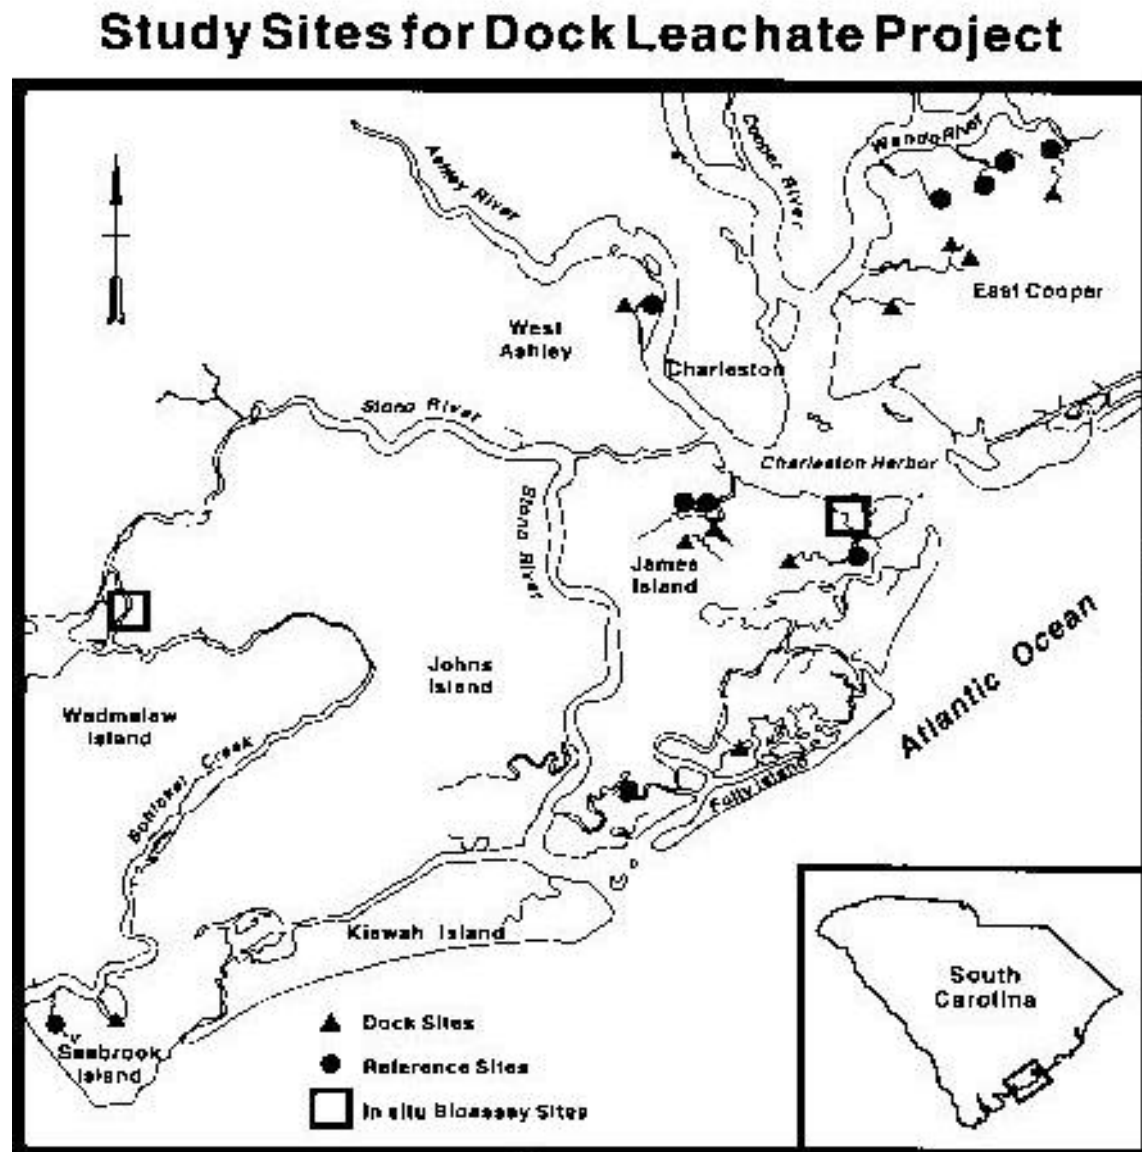 Study Sites for Dock Leachate Project
Ashley River
Cooper River
Wando River
East Cooper
West
Ashley
Charleston
Stono River
Charleston Harbor
Stono River
James
Island
Johns
Island
Wadmalaw
Island
Bohicket Creek
Atlantic Ocean
Folly Island
Kiawah Island
Seabrook
Island
Dock Sites
Reference Sites
In situ Bioassay Sites
South
Carolina